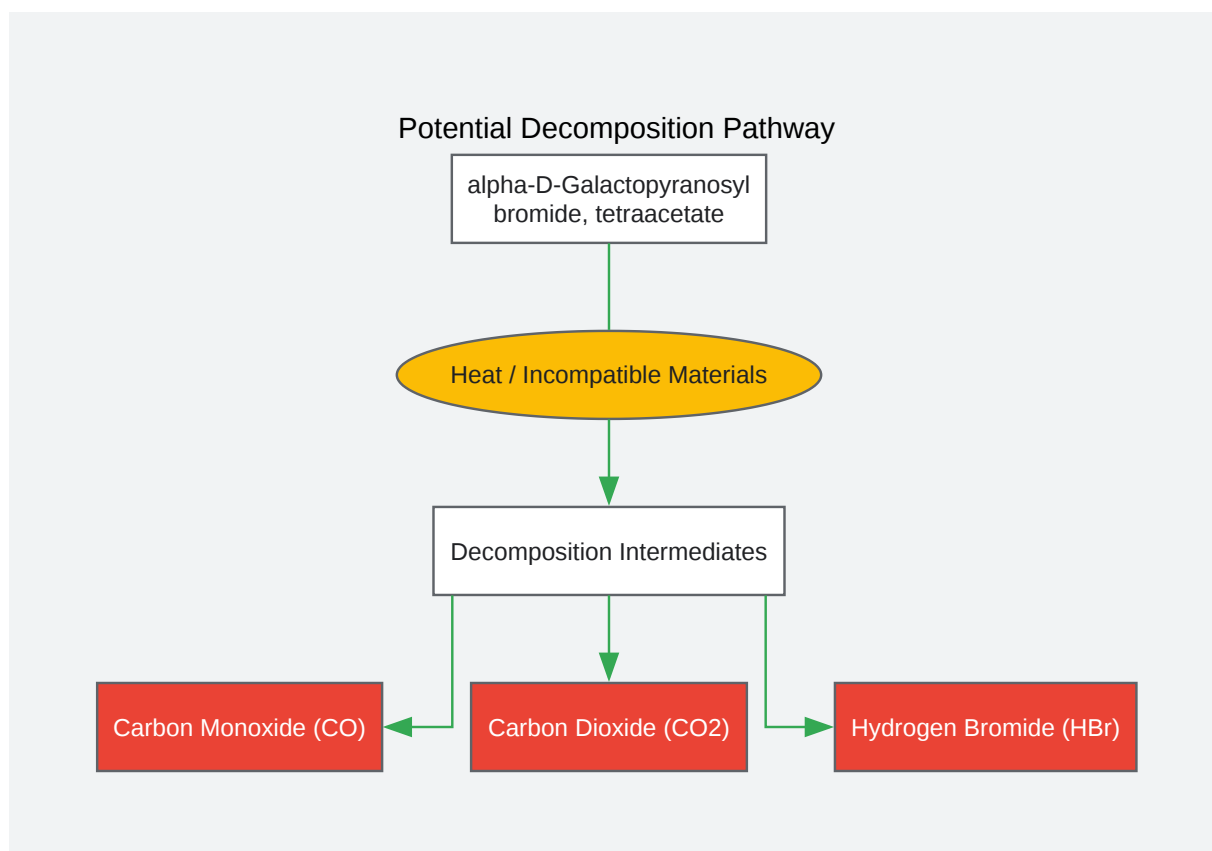 Potential Decomposition Pathway
alpha-D-Galactopyranosyl
bromide, tetraacetate
Heat / Incompatible Materials
Decomposition Intermediates
Carbon Monoxide (CO)
Carbon Dioxide (CO2)
Hydrogen Bromide (HBr)